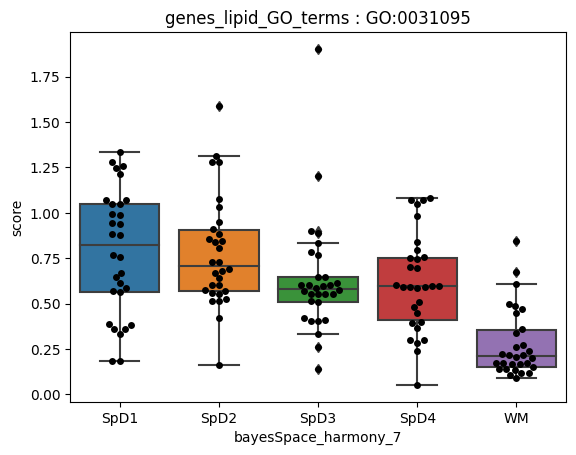 genes_lipid_GO_terms : GO:0031095
score
1.75
1.50
1.25
1.00
0.75
0.50
0.25
0.00
SpD1 SpD2 SpD3 SpD4 WM
bayesSpace_harmony_7